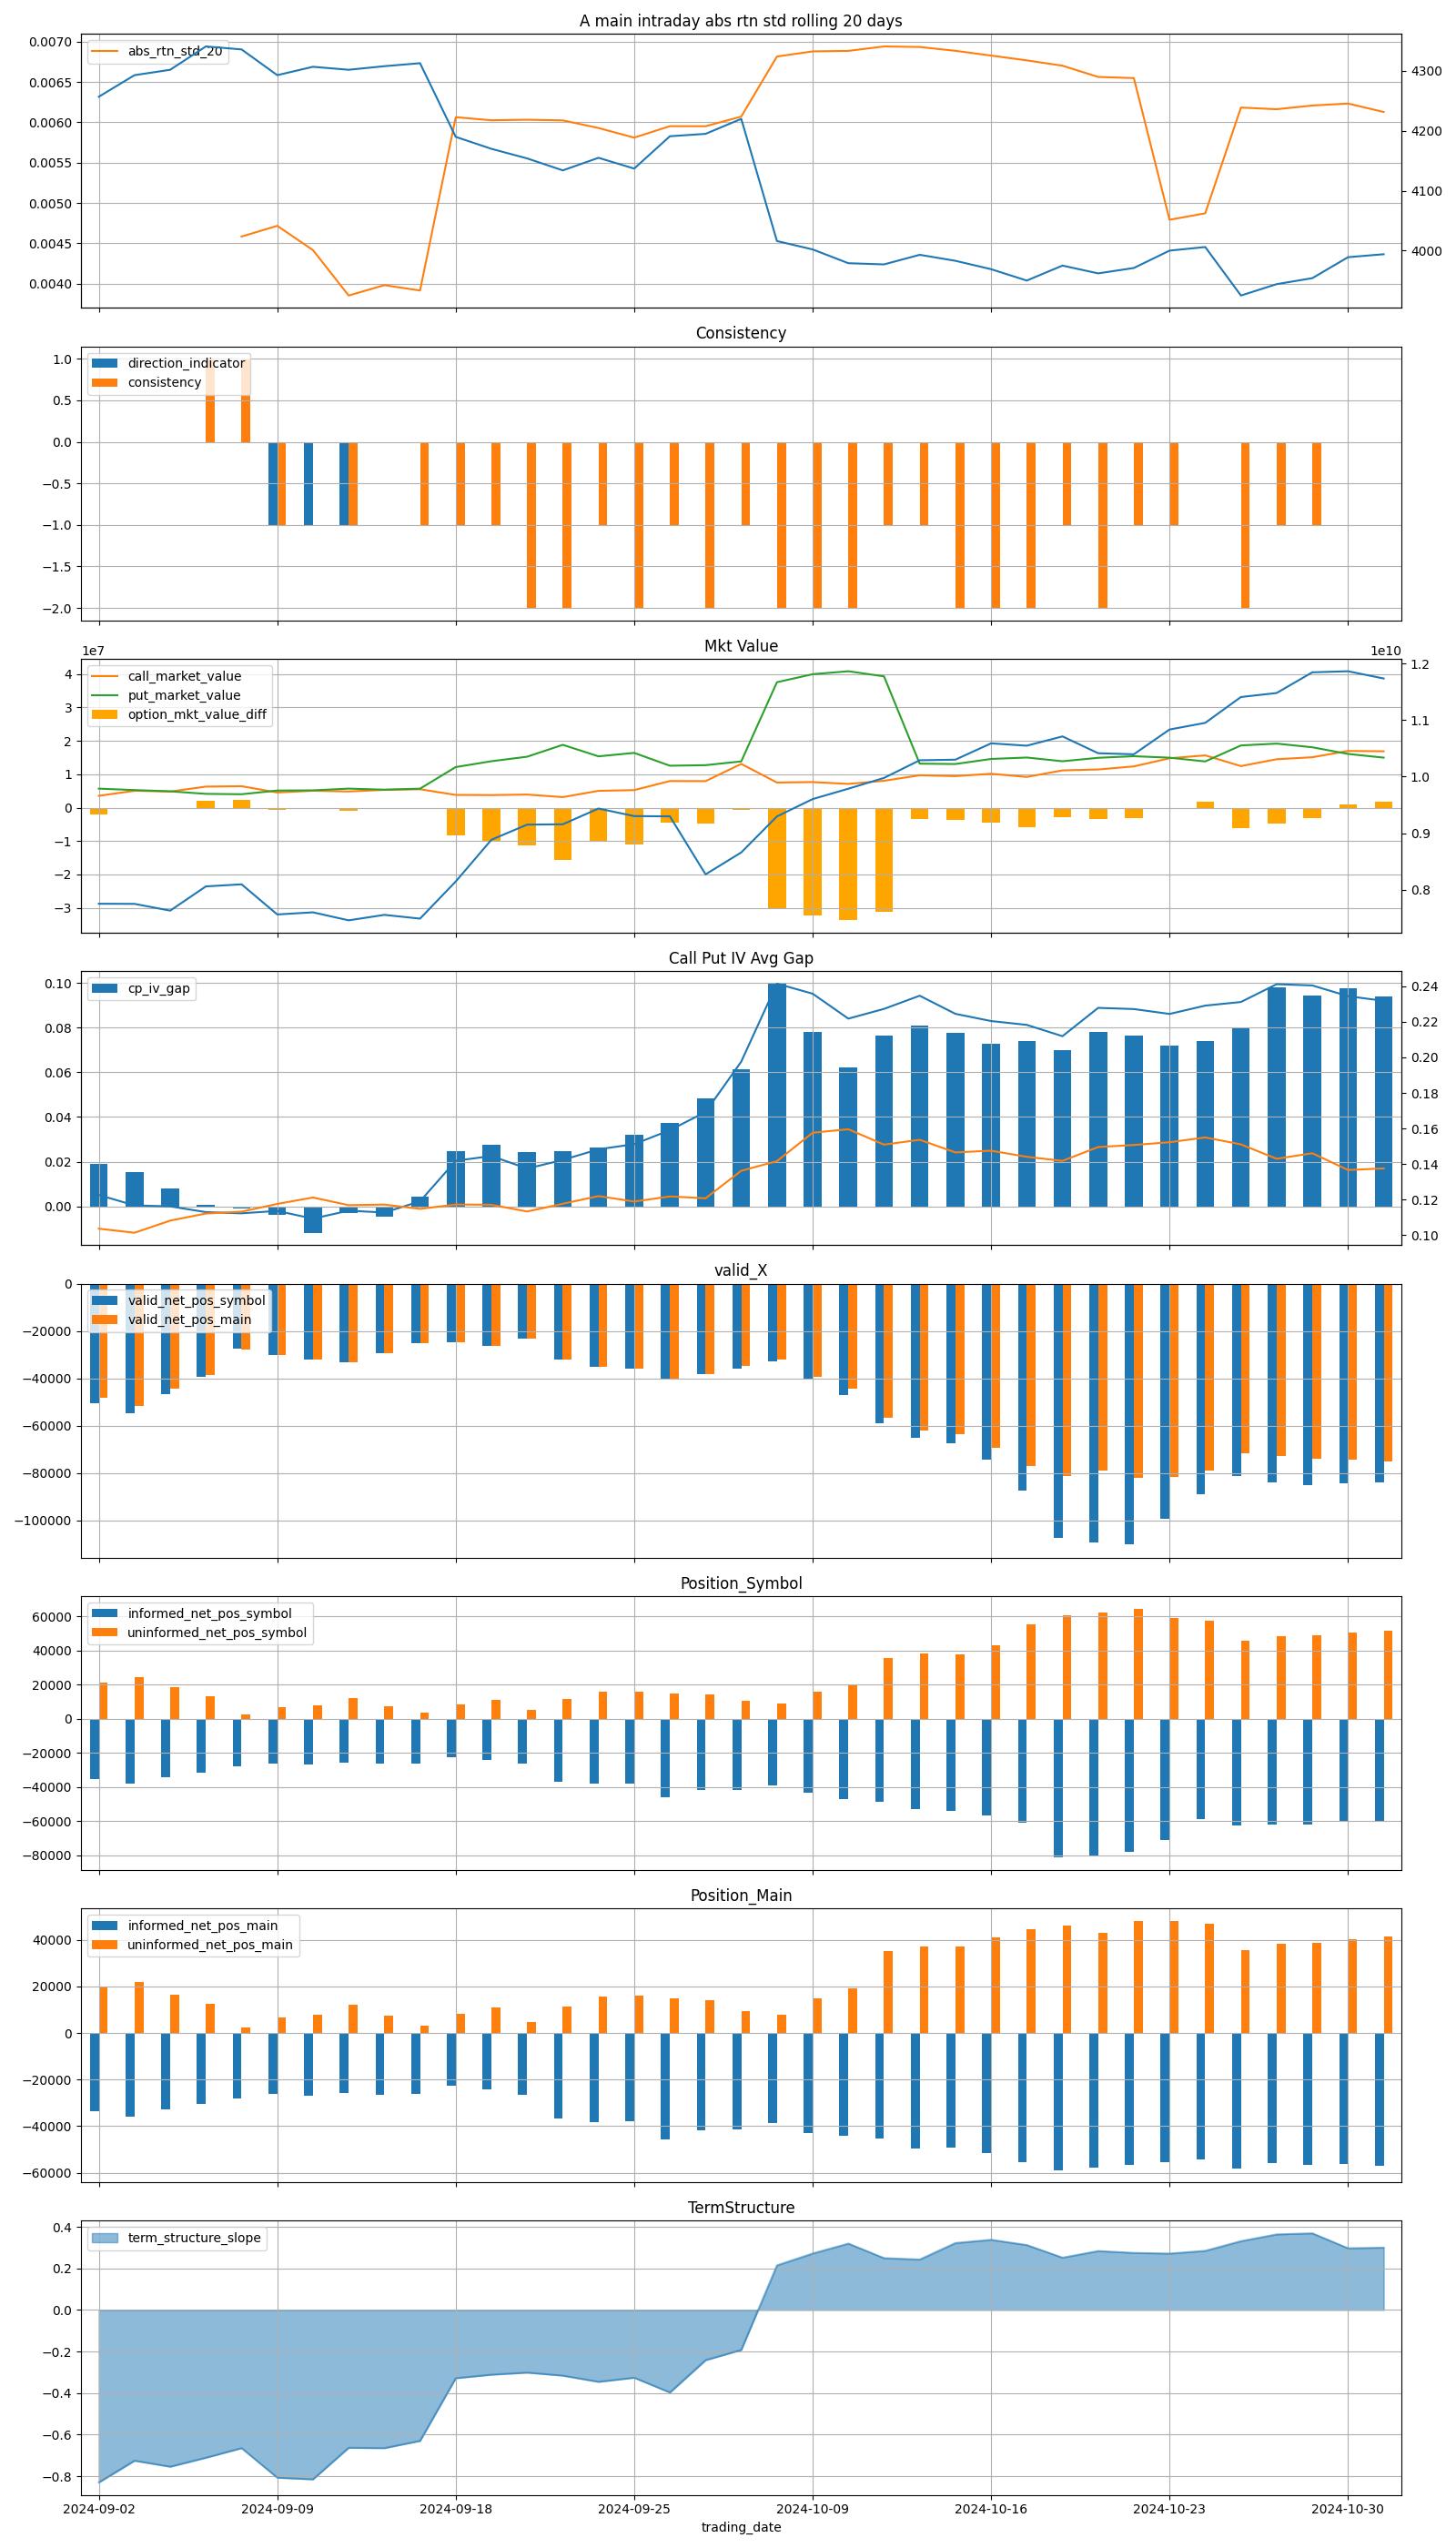 A main intraday abs rtn std rolling 20 days
abs_rtn_std_20
0.0070
0.0065
0.0060
0.0055
0.0050
0.0045
0.0040
4300
4200
4100
4000
Consistency
direction_indicator
consistency
1.0
0.5
0.0
−0.5
−1.0
−1.5
−2.0
Mkt Value
1e7
1e10
call_market_value
put_market_value
option_mkt_value_diff
4
3
2
1
0
−1
−2
−3
1.2
1.1
1.0
0.9
0.8
Call Put IV Avg Gap
cp_iv_gap
0.10
0.08
0.06
0.04
0.02
0.00
0.24
0.22
0.20
0.18
0.16
0.14
0.12
0.10
valid_X
valid_net_pos_symbol
valid_net_pos_main
0
−20000
−40000
−60000
−80000
−100000
Position_Symbol
informed_net_pos_symbol
uninformed_net_pos_symbol
60000
40000
20000
0
−20000
−40000
−60000
−80000
Position_Main
informed_net_pos_main
uninformed_net_pos_main
40000
20000
0
−20000
−40000
−60000
TermStructure
term_structure_slope
0.4
0.2
0.0
−0.2
−0.4
−0.6
−0.8
2024-09-02 2024-09-09 2024-09-18 2024-09-25 2024-10-09 2024-10-16 2024-10-23 2024-10-30
trading_date